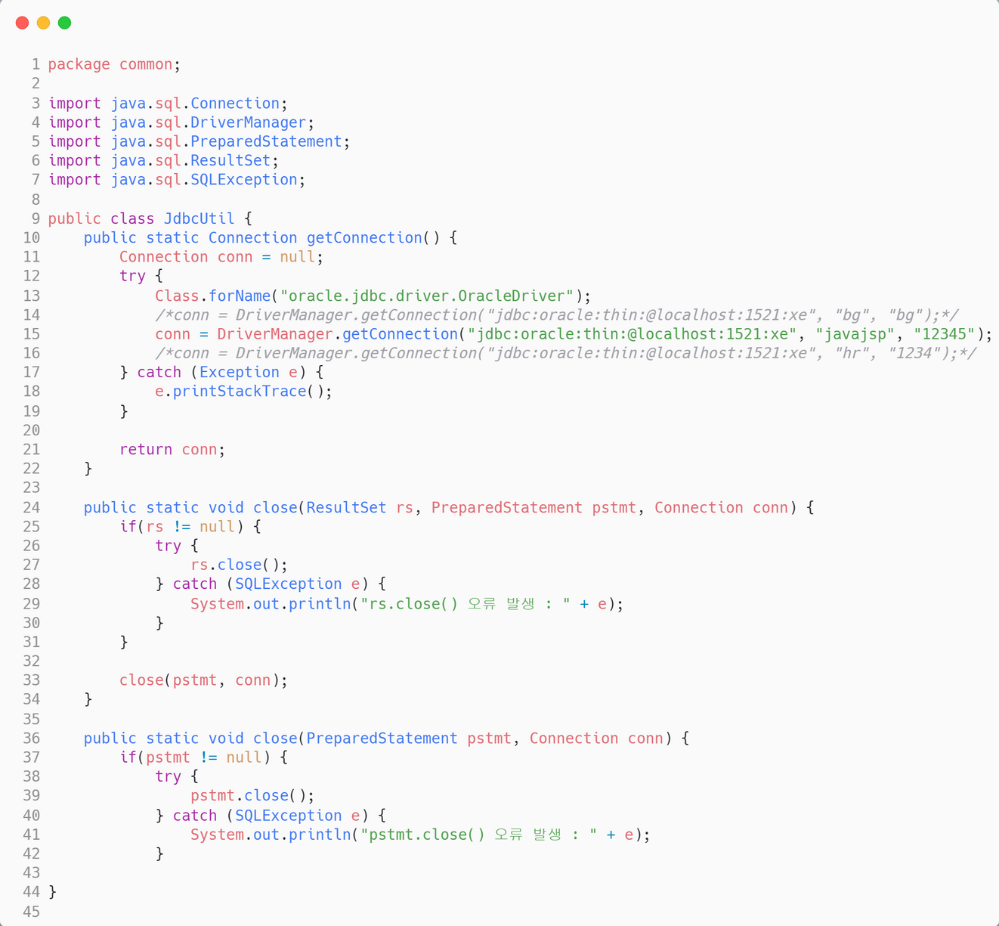 1 package common;
2
3 import java.sql.Connection;
4 import java.sql.DriverManager;
5 import java.sql.PreparedStatement;
6 import java.sql.ResultSet;
7 import java.sql.SQLException;
8
9 public class JdbcUtil {
10     public static Connection getConnection() {
11         Connection conn = null;
12         try {
13             Class.forName("oracle.jdbc.driver.OracleDriver");
14             /*conn = DriverManager.getConnection("jdbc:oracle:thin:@localhost:1521:xe", "bg", "bg");*/
15             conn = DriverManager.getConnection("jdbc:oracle:thin:@localhost:1521:xe", "javajsp", "12345");
16             /*conn = DriverManager.getConnection("jdbc:oracle:thin:@localhost:1521:xe", "hr", "1234");*/
17         } catch (Exception e) {
18             e.printStackTrace();
19         }
20
21         return conn;
22     }
23
24     public static void close(ResultSet rs, PreparedStatement pstmt, Connection conn) {
25         if(rs != null) {
26             try {
27                 rs.close();
28             } catch (SQLException e) {
29                 System.out.println("rs.close() 오류 발생 : " + e);
30             }
31         }
32
33         close(pstmt, conn);
34     }
35
36     public static void close(PreparedStatement pstmt, Connection conn) {
37         if(pstmt != null) {
38             try {
39                 pstmt.close();
40             } catch (SQLException e) {
41                 System.out.println("pstmt.close() 오류 발생 : " + e);
42             }
43
44 }
45